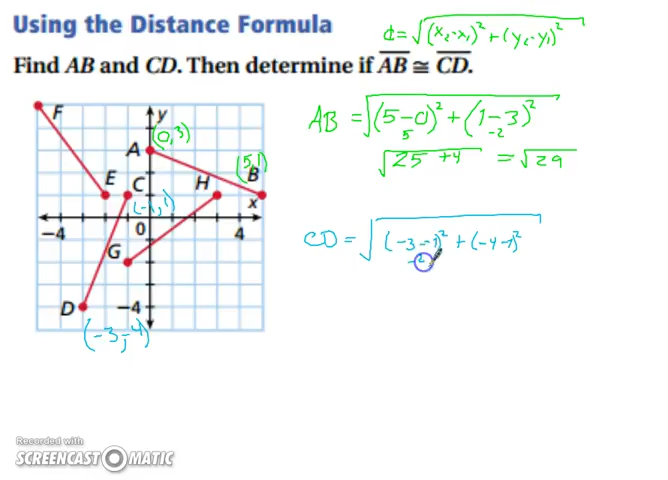 Using the Distance Formula
d = √(x₂-x₁)² + (y₂-y₁)²
Find AB and CD. Then determine if AB ≅ CD.
AB = √(5-0)² + (1-3)²
5 -2
√25 + 4 = √29
F
y
(0,3)
A
(5,1)
B
E
C
H
x
(-1,1)
-4
0
4
G
CD = √(-3--1)² + (-4-1)²
-2
D
-4
(-3,-4)
Recorded with
SCREENCAST-O-MATIC